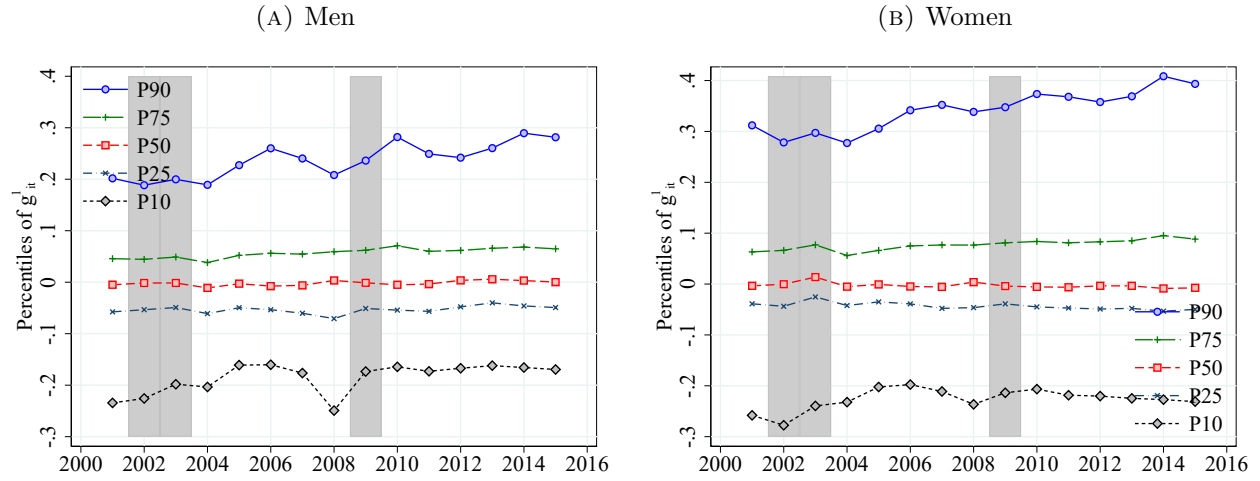 (A) Men
Percentiles of g¹ᵢₜ
.4
.3
.2
.1
0
-.1
-.2
-.3
P90
P75
P50
P25
P10
2000 2002 2004 2006 2008 2010 2012 2014 2016
(B) Women
Percentiles of g¹ᵢₜ
.4
.3
.2
.1
0
-.1
-.2
-.3
P90
P75
P50
P25
P10
2000 2002 2004 2006 2008 2010 2012 2014 2016